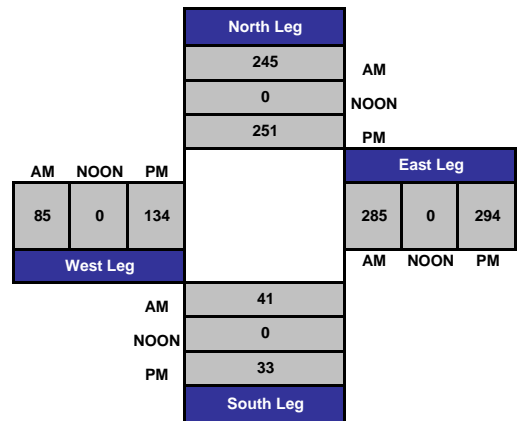 North Leg
245
AM
0
NOON
251
PM
AM NOON PM
East Leg
85 0 134
285 0 294
West Leg
AM NOON PM
AM
41
NOON
0
PM
33
South Leg